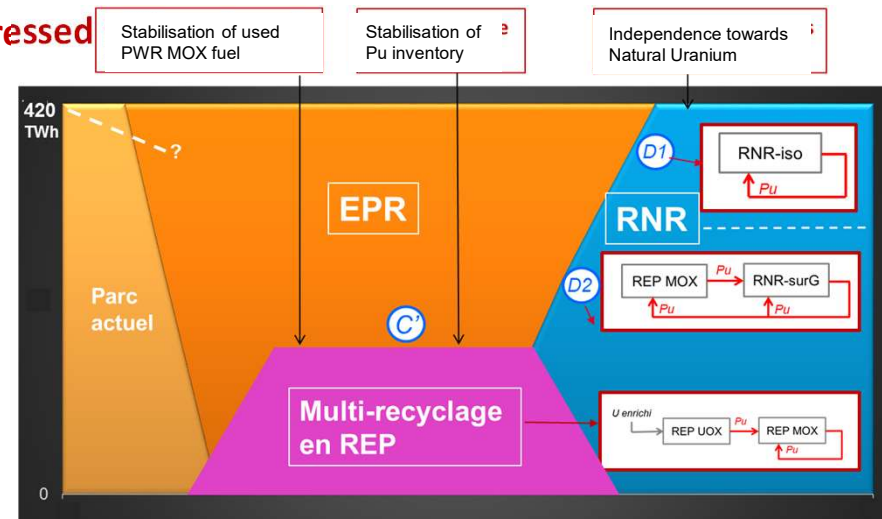 ressed
e
s
Stabilisation of used
PWR MOX fuel
Stabilisation of
Pu inventory
Independence towards
Natural Uranium
420
TWh
?
D1
RNR-iso
Pu
EPR
RNR
D2
REP MOX
Pu
RNR-surG
Pu
Pu
Parc
actuel
C'
Multi-recyclage
en REP
U enrichi
REP UOX
Pu
REP MOX
Pu
0